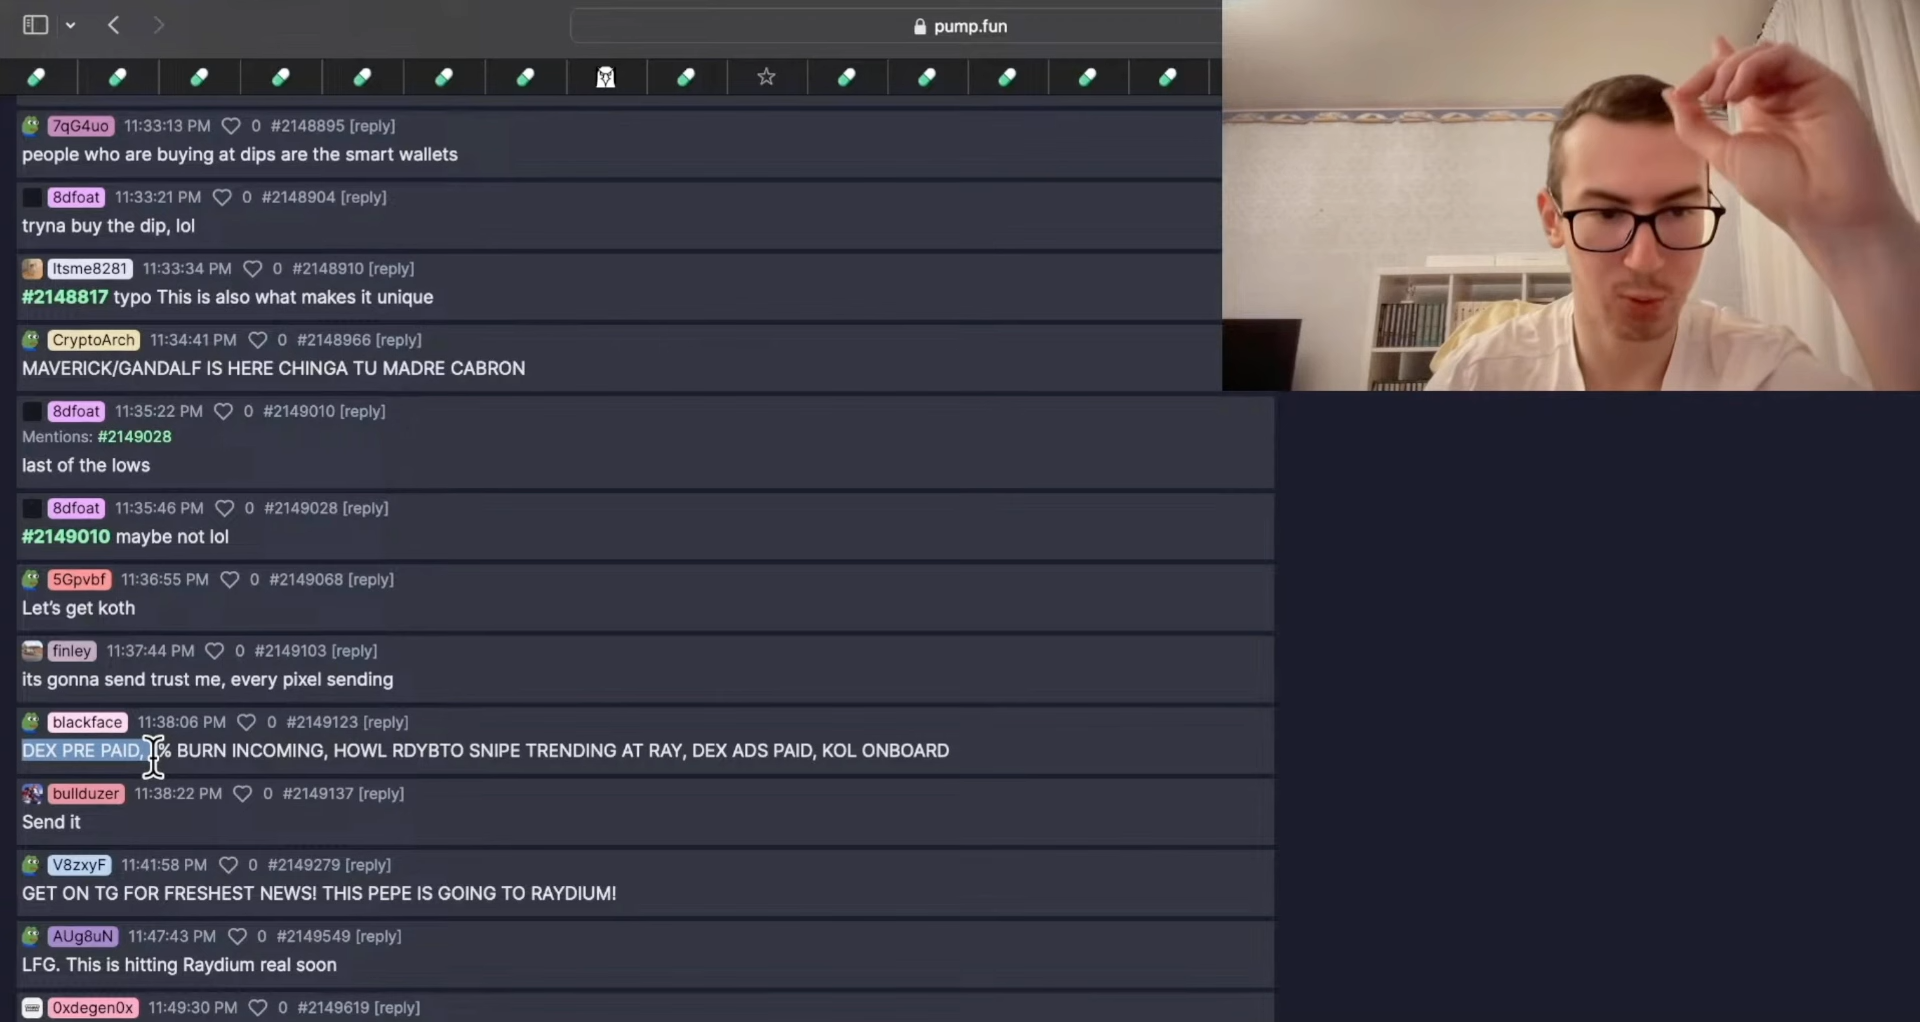 pump.fun
7qG4uo 11:33:13 PM 0 #2148895 [reply]
people who are buying at dips are the smart wallets
8dfoat 11:33:21 PM 0 #2148904 [reply]
tryna buy the dip, lol
Itsme8281 11:33:34 PM 0 #2148910 [reply]
#2148817 typo This is also what makes it unique
CryptoArch 11:34:41 PM 0 #2148966 [reply]
MAVERICK/GANDALF IS HERE CHINGA TU MADRE CABRON
8dfoat 11:35:22 PM 0 #2149010 [reply]
Mentions: #2149028
last of the lows
8dfoat 11:35:46 PM 0 #2149028 [reply]
#2149010 maybe not lol
5Gpvbf 11:36:55 PM 0 #2149068 [reply]
Let's get koth
finley 11:37:44 PM 0 #2149103 [reply]
its gonna send trust me, every pixel sending
blackface 11:38:06 PM 0 #2149123 [reply]
DEX PRE PAID, BURN INCOMING, HOWL RDYBTO SNIPE TRENDING AT RAY, DEX ADS PAID, KOL ONBOARD
bullduzer 11:38:22 PM 0 #2149137 [reply]
Send it
V8zxyF 11:41:58 PM 0 #2149279 [reply]
GET ON TG FOR FRESHEST NEWS! THIS PEPE IS GOING TO RAYDIUM!
AUg8uN 11:47:43 PM 0 #2149549 [reply]
LFG. This is hitting Raydium real soon
0xdegen0x 11:49:30 PM 0 #2149619 [reply]